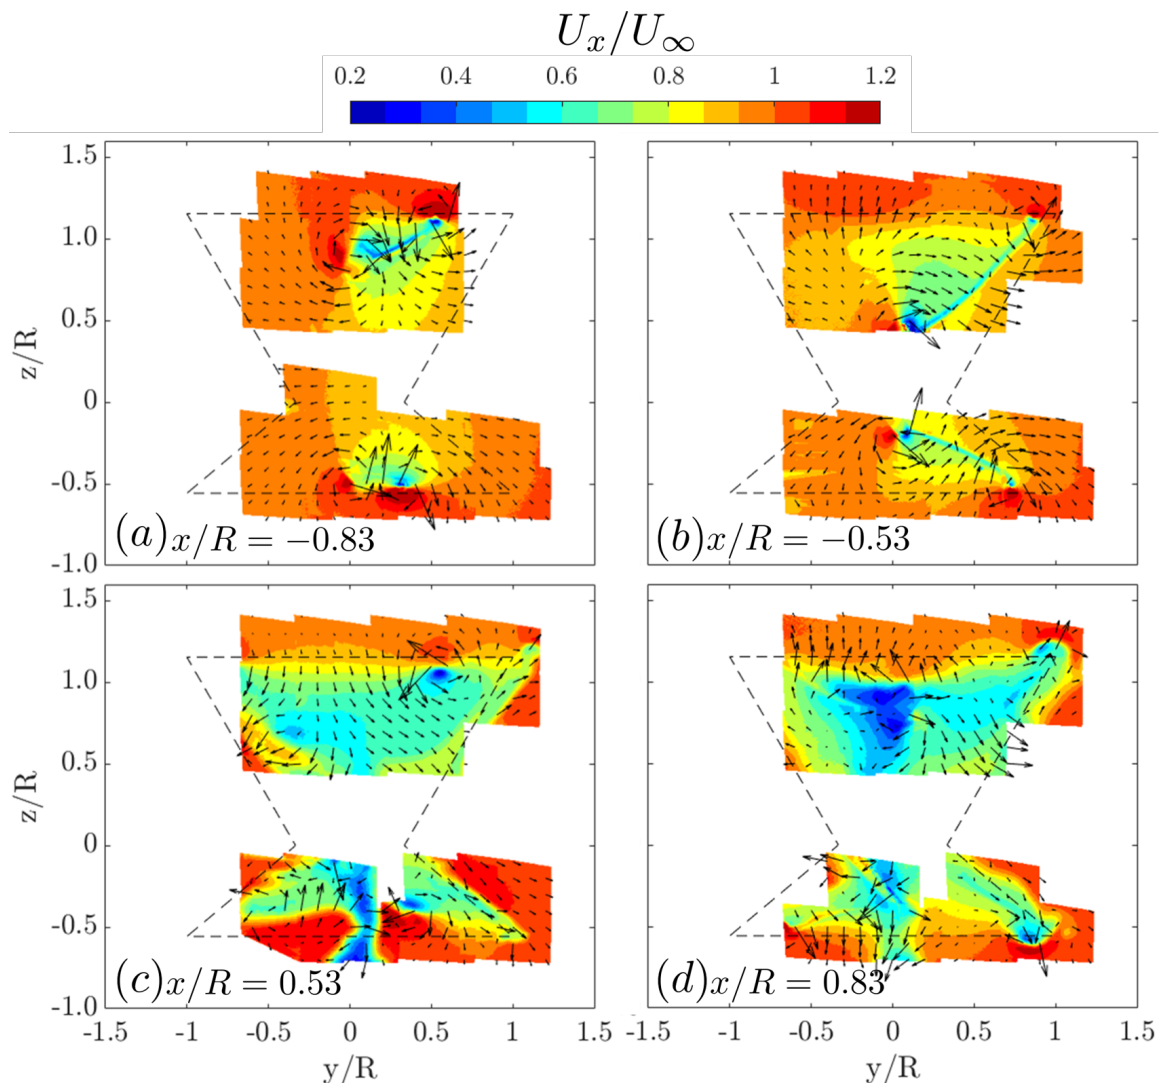 U_x/U_∞
0.2 0.4 0.6 0.8 1 1.2
1.5
1.0
0.5
0
-0.5
-1.0
z/R
(a) x/R = −0.83
(b) x/R = −0.53
1.5
1.0
0.5
0
-0.5
-1.0
z/R
(c) x/R = 0.53
(d) x/R = 0.83
-1.5 -1 -0.5 0 0.5 1 1.5
-1.5 -1 -0.5 0 0.5 1 1.5
y/R
y/R